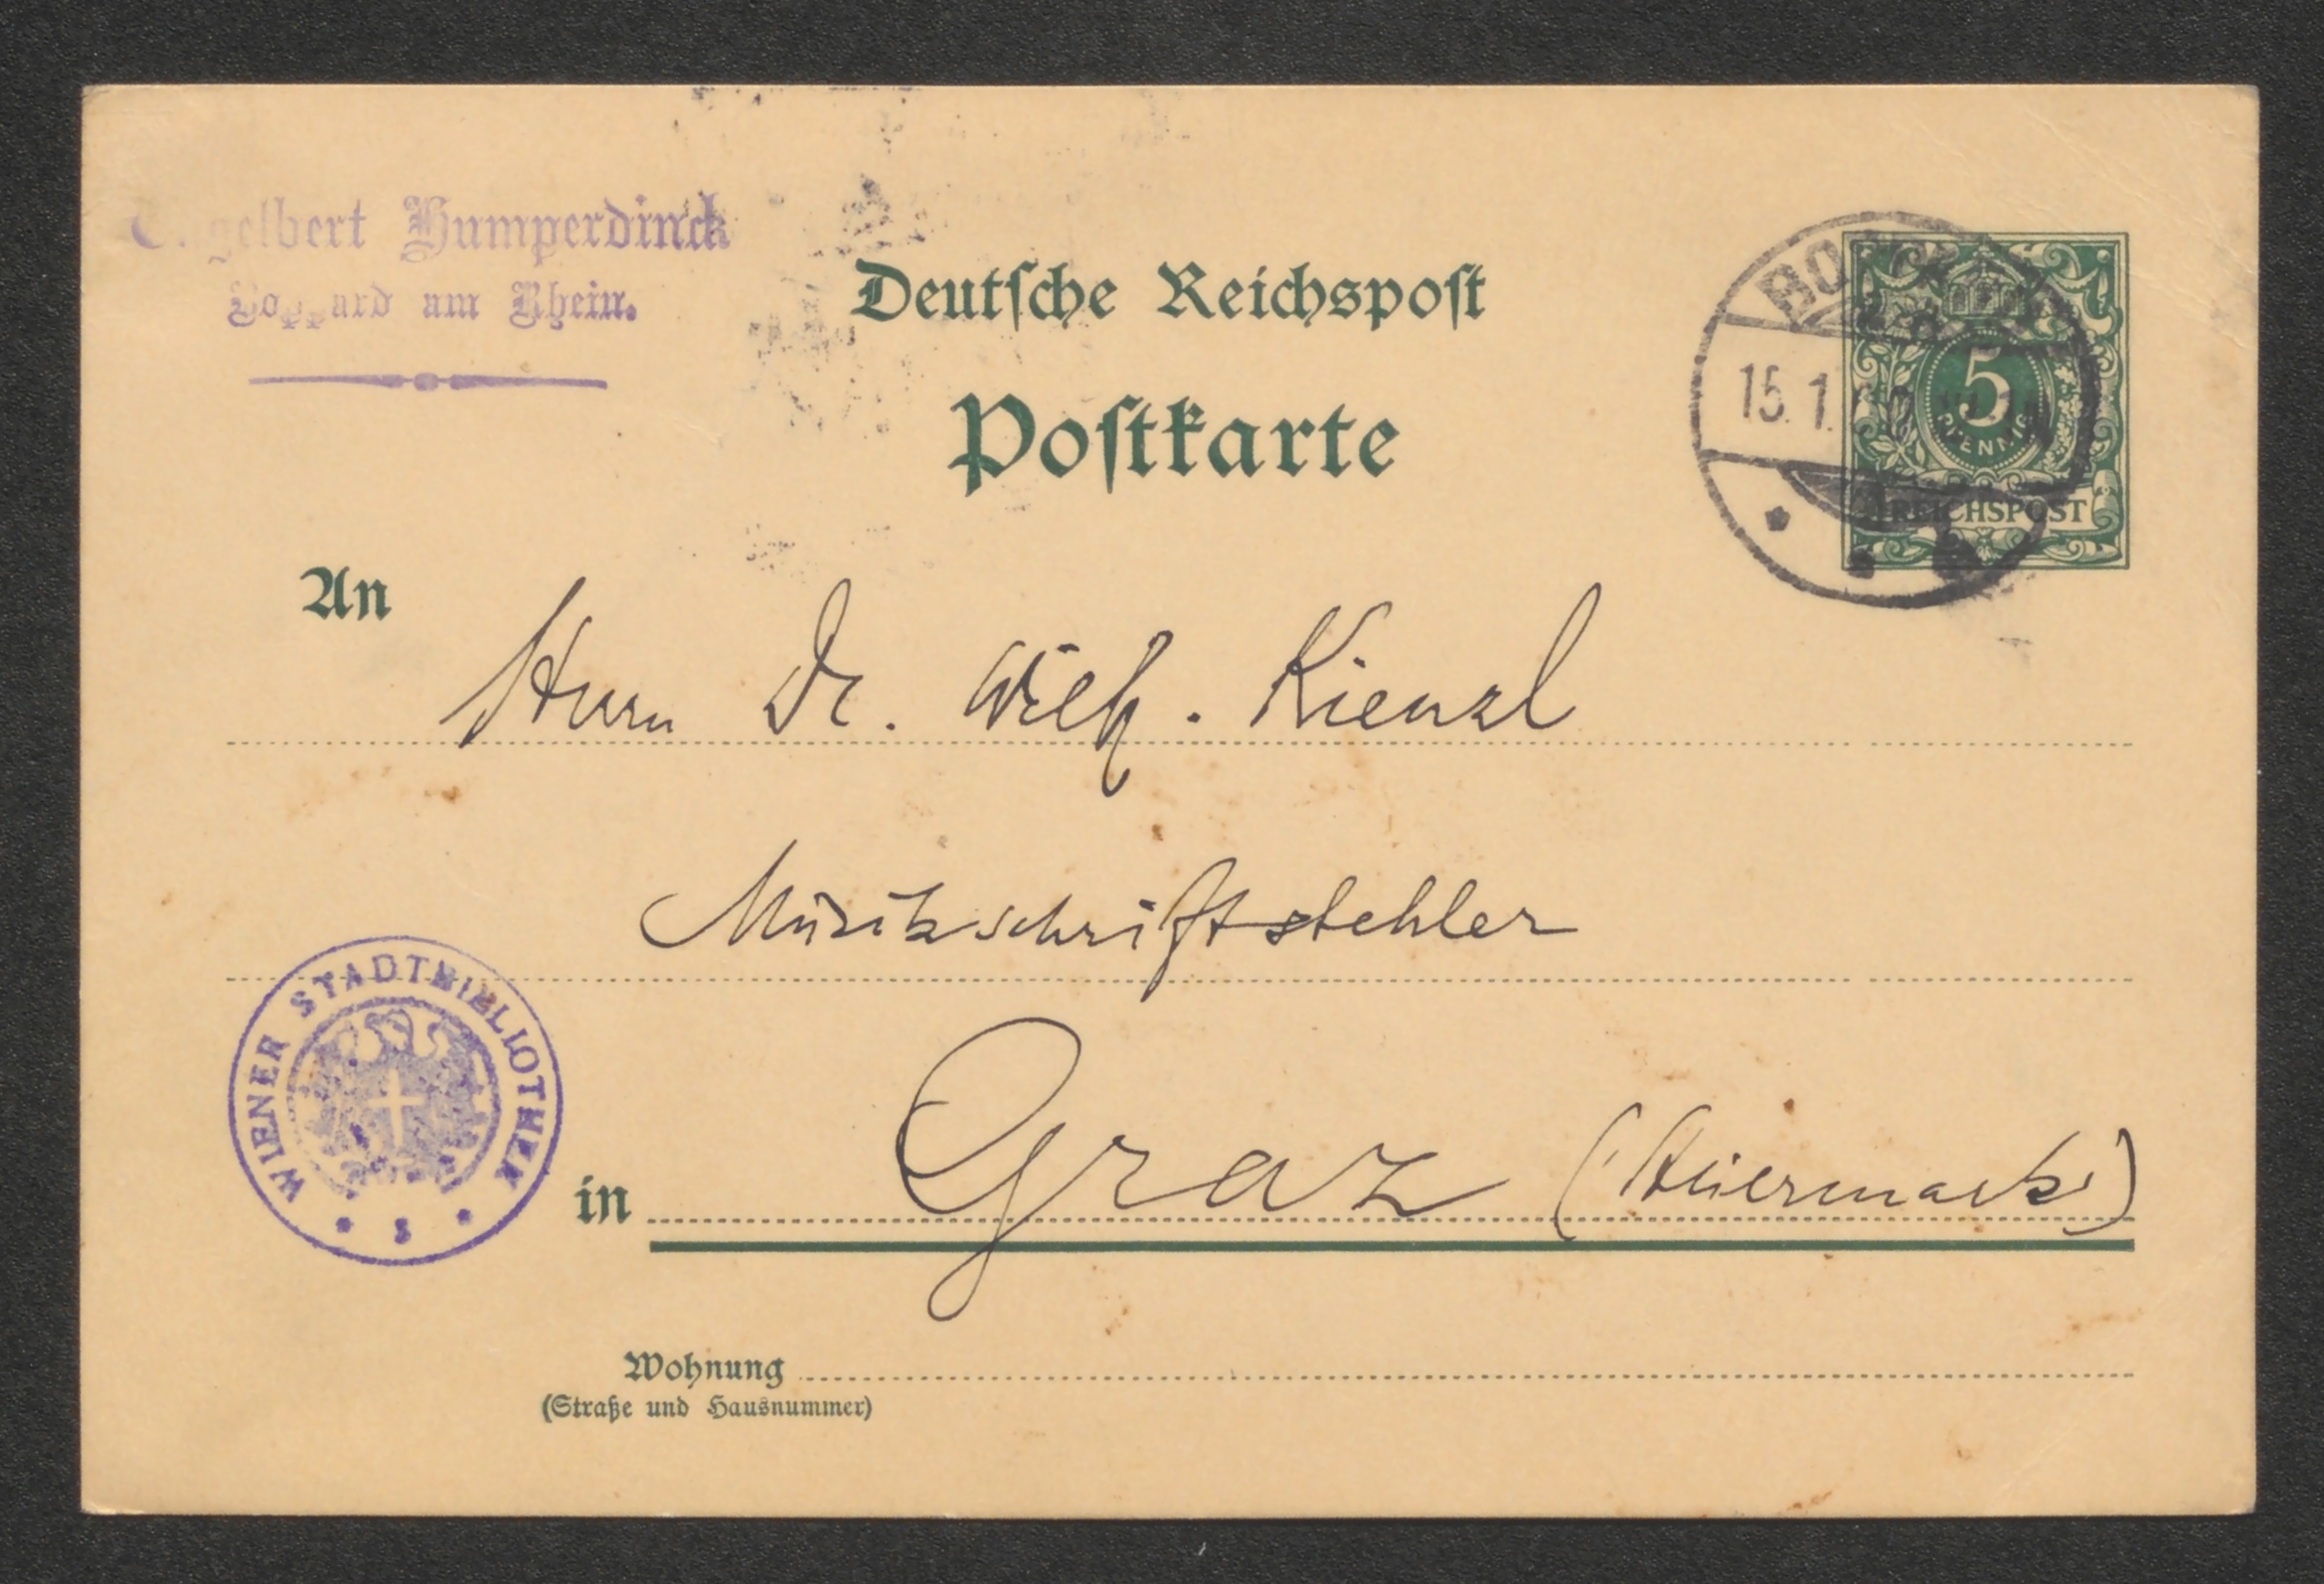 Engelbert Humperdinck
Boppard am Rhein.
Deutsche Reichspost
Postkarte
15.1.
5
PFENNIG
REICHSPOST
An
Herrn Dr. Wilh. Kienzl
Musikschriftsteller
WIENER STADTBIBLIOTHEK
in Graz (Steiermark)
Wohnung
(Straße und Hausnummer)